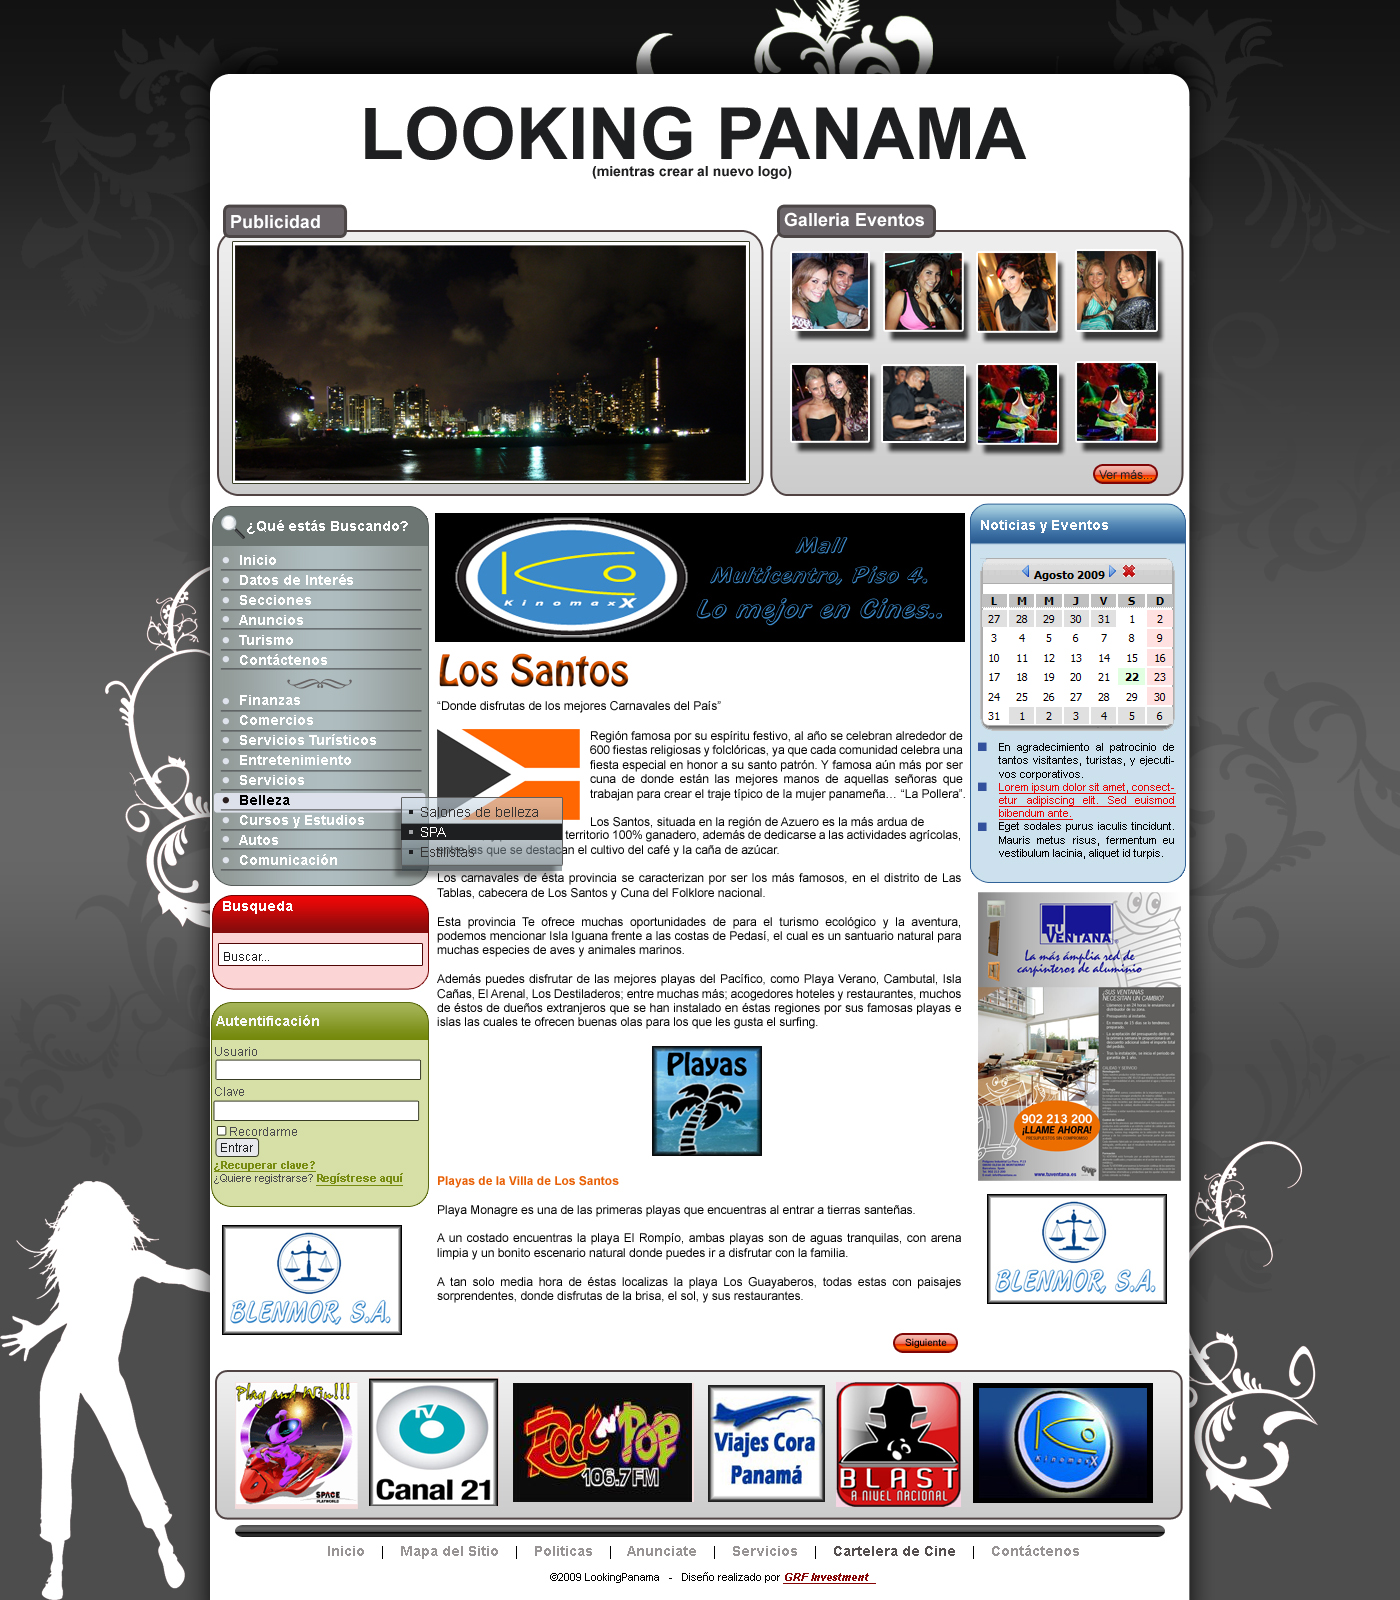 LOOKING PANAMA
(mientras crear al nuevo logo)
Publicidad
Galleria Eventos
Ver más...
¿Qué estás Buscando?
Inicio
Datos de Interés
Secciones
Anuncios
Turismo
Contáctenos
Finanzas
Comercios
Servicios Turísticos
Entretenimiento
Servicios
Belleza
Cursos y Estudios
Autos
Comunicación
Salones de belleza
SPA
Estilistas
Busqueda
Buscar...
Autentificación
Usuario
Clave
Recordarme
Entrar
¿Recuperar clave?
¿Quiere registrarse? Regístrese aquí
BLENMOR, S.A.
KinomaxX
Mall
Multicentro, Piso 4.
Lo mejor en Cines..
Los Santos
“Donde disfrutas de los mejores Carnavales del País”
Región famosa por su espíritu festivo, al año se celebran alrededor de
600 fiestas religiosas y folclóricas, ya que cada comunidad celebra una
fiesta especial en honor a su santo patrón. Y famosa aún más por ser
cuna de donde están las mejores manos de aquellas señoras que
trabajan para crear el traje típico de la mujer panameña… “La Pollera”.
Los Santos, situada en la región de Azuero es la más ardua de
territorio 100% ganadero, además de dedicarse a las actividades agrícolas,
entre las que se destacan el cultivo del café y la caña de azúcar.
Los carnavales de ésta provincia se caracterizan por ser los más famosos, en el distrito de Las
Tablas, cabecera de Los Santos y Cuna del Folklore nacional.
Esta provincia Te ofrece muchas oportunidades de para el turismo ecológico y la aventura,
podemos mencionar Isla Iguana frente a las costas de Pedasí, el cual es un santuario natural para
muchas especies de aves y animales marinos.
Además puedes disfrutar de las mejores playas del Pacífico, como Playa Verano, Cambutal, Isla
Cañas, El Arenal, Los Destiladeros; entre muchas más; acogedores hoteles y restaurantes, muchos
de éstos de dueños extranjeros que se han instalado en éstas regiones por sus famosas playas e
islas las cuales te ofrecen buenas olas para los que les gusta el surfing.
Playas
Playas de la Villa de Los Santos
Playa Monagre es una de las primeras playas que encuentras al entrar a tierras santeñas.
A un costado encuentras la playa El Rompío, ambas playas son de aguas tranquilas, con arena
limpia y un bonito escenario natural donde puedes ir a disfrutar con la familia.
A tan solo media hora de éstas localizas la playa Los Guayaberos, todas estas con paisajes
sorprendentes, donde disfrutas de la brisa, el sol, y sus restaurantes.
Siguiente
Noticias y Eventos
Agosto 2009
L M M J V S D
27 28 29 30 31 1 2
3 4 5 6 7 8 9
10 11 12 13 14 15 16
17 18 19 20 21 22 23
24 25 26 27 28 29 30
31 1 2 3 4 5 6
En agradecimiento al patrocinio de
tantos visitantes, turistas, y ejecuti-
vos corporativos.
Lorem ipsum dolor sit amet, consect-
etur adipiscing elit. Sed euismod
bibendum ante.
Eget sodales purus iaculis tincidunt.
Mauris metus risus, fermentum eu
vestibulum lacinia, aliquet id turpis.
TU
VENTANA
La más ámplia red de
carpinteros de aluminio
¿SUS VENTANAS
NECESITAN UN CAMBIO?
902 213 200
¡LLAME AHORA!
PRESUPUESTOS SIN COMPROMISO
www.tuventana.es
BLENMOR, S.A.
Play and Win!!!
SPACE
TV
Canal 21
Rock n' Pop
106.7 FM
Viajes Cora
Panamá
BLAST
A NIVEL NACIONAL
KinomaxX
Inicio | Mapa del Sitio | Politicas | Anunciate | Servicios | Cartelera de Cine | Contáctenos
©2009 LookingPanama - Diseño realizado por GRF Investment